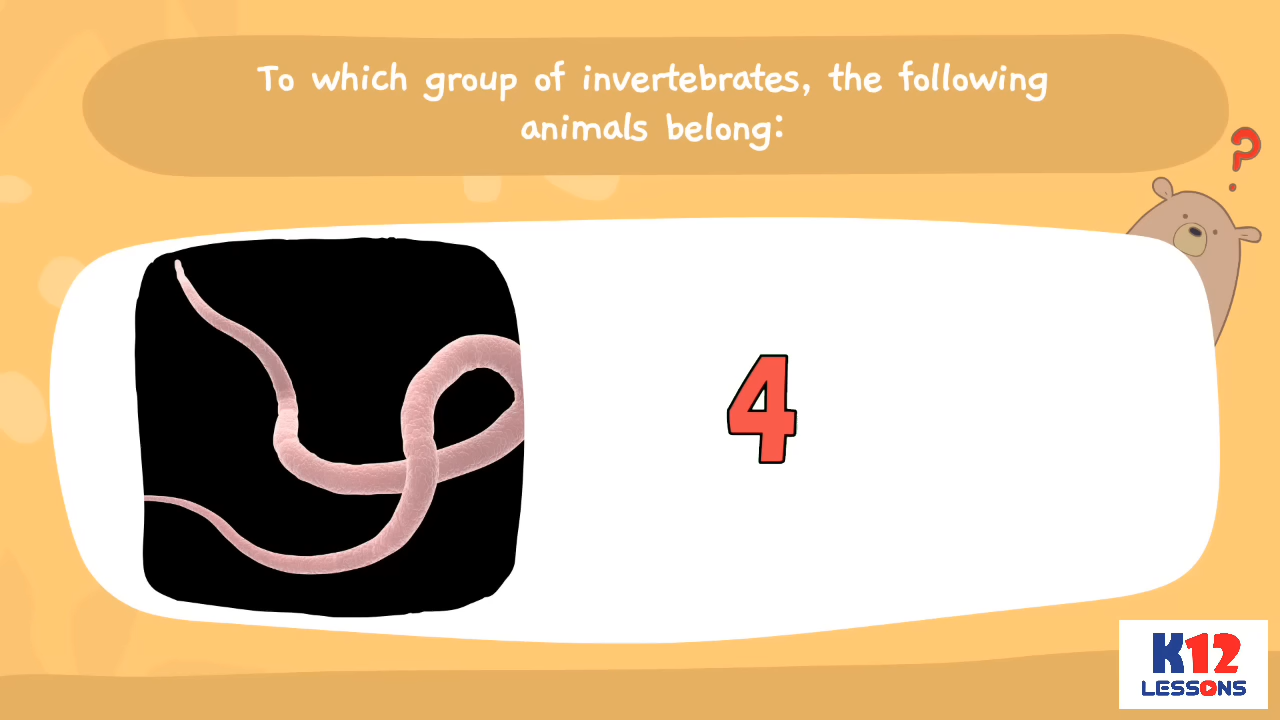 To which group of invertebrates, the following
animals belong:
?
4
K12
LESSONS